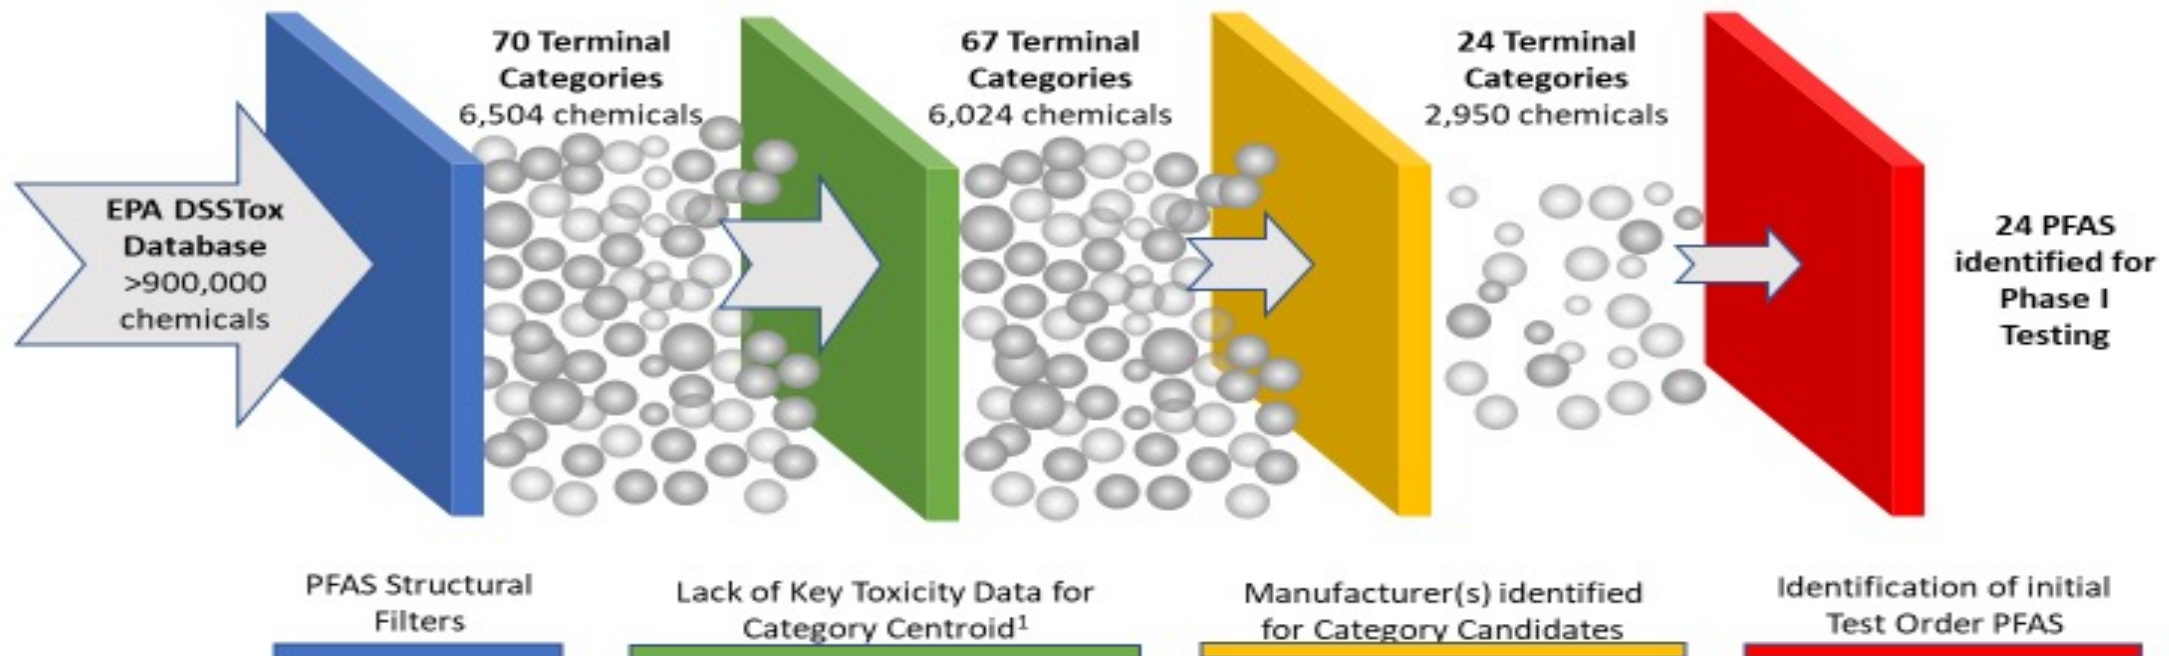 EPA DSSTox
Database
>900,000
chemicals
70 Terminal
Categories
6,504 chemicals
67 Terminal
Categories
6,024 chemicals
24 Terminal
Categories
2,950 chemicals
24 PFAS
identified for
Phase I
Testing
PFAS Structural
Filters
Lack of Key Toxicity Data for
Category Centroid¹
Manufacturer(s) identified
for Category Candidates
Identification of initial
Test Order PFAS